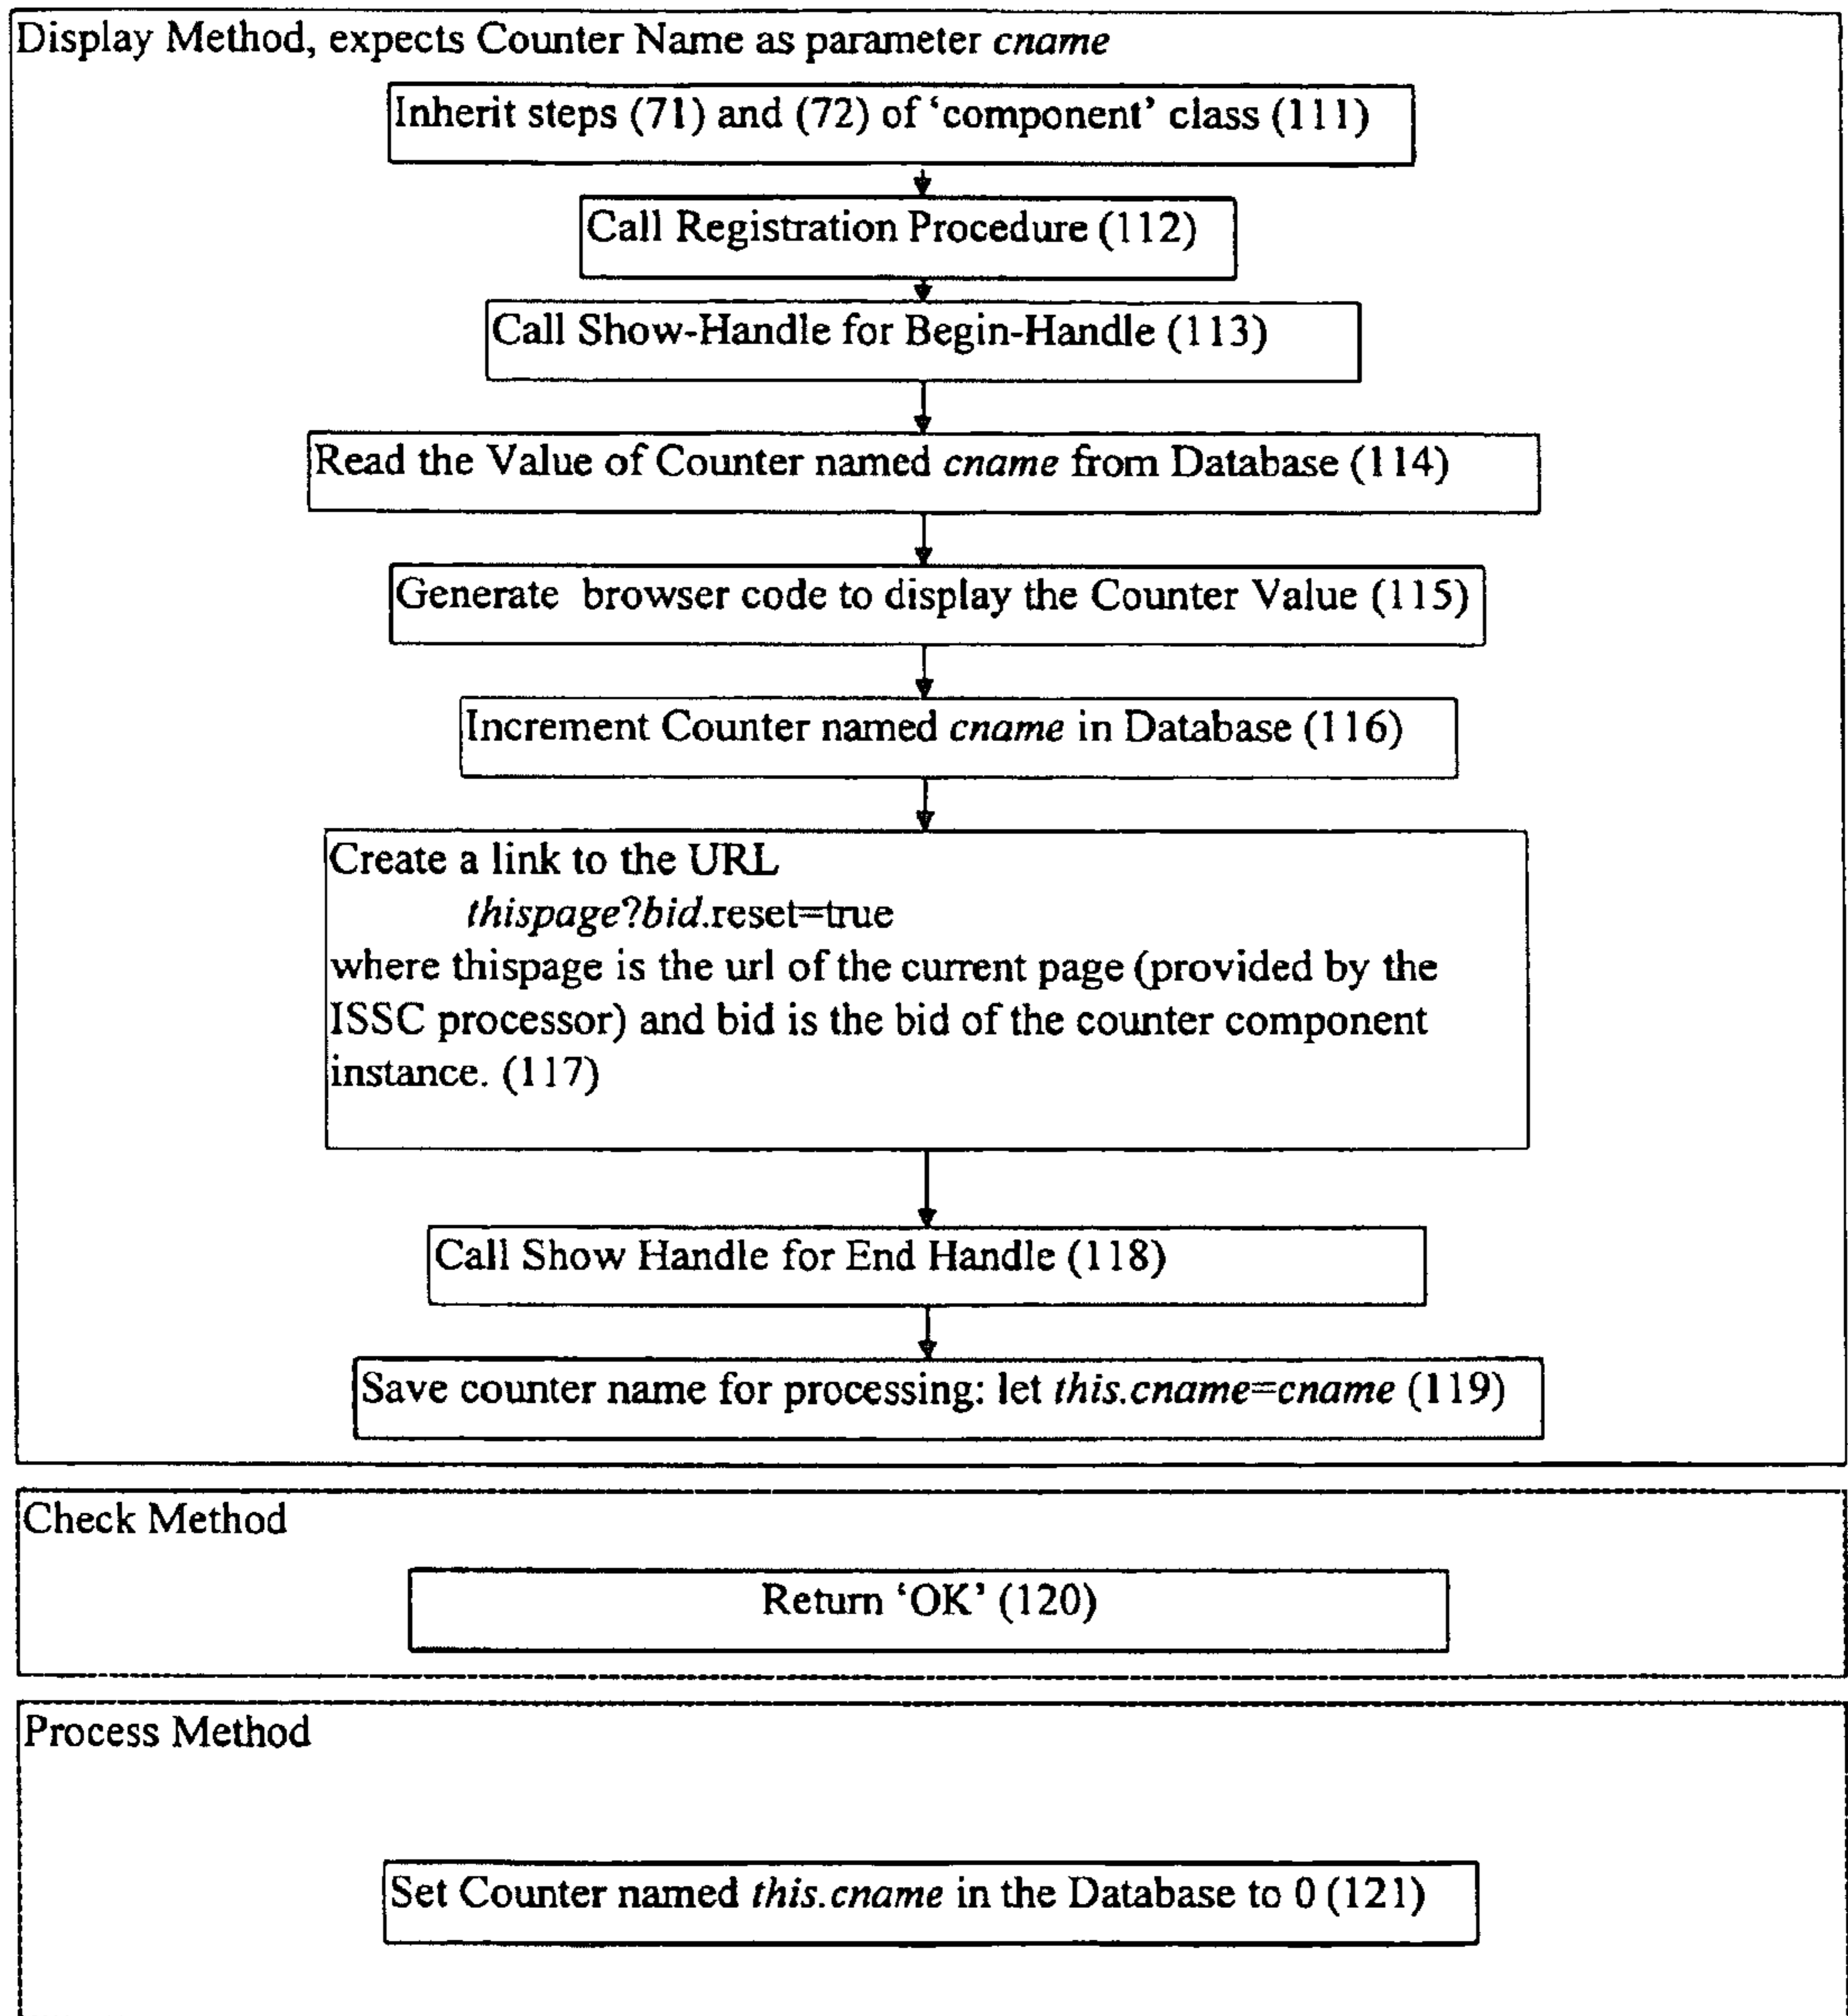 Display Method, expects Counter Name as parameter cname
Inherit steps (71) and (72) of ‘component’ class (111)
Call Registration Procedure (112)
Call Show-Handle for Begin-Handle (113)
Read the Value of Counter named cname from Database (114)
Generate browser code to display the Counter Value (115)
Increment Counter named cname in Database (116)
Create a link to the URL
thispage?bid.reset=true
where thispage is the url of the current page (provided by the
ISSC processor) and bid is the bid of the counter component
instance. (117)
Call Show Handle for End Handle (118)
Save counter name for processing: let this.cname=cname (119)
Check Method
Return ‘OK’ (120)
Process Method
Set Counter named this.cname in the Database to 0 (121)